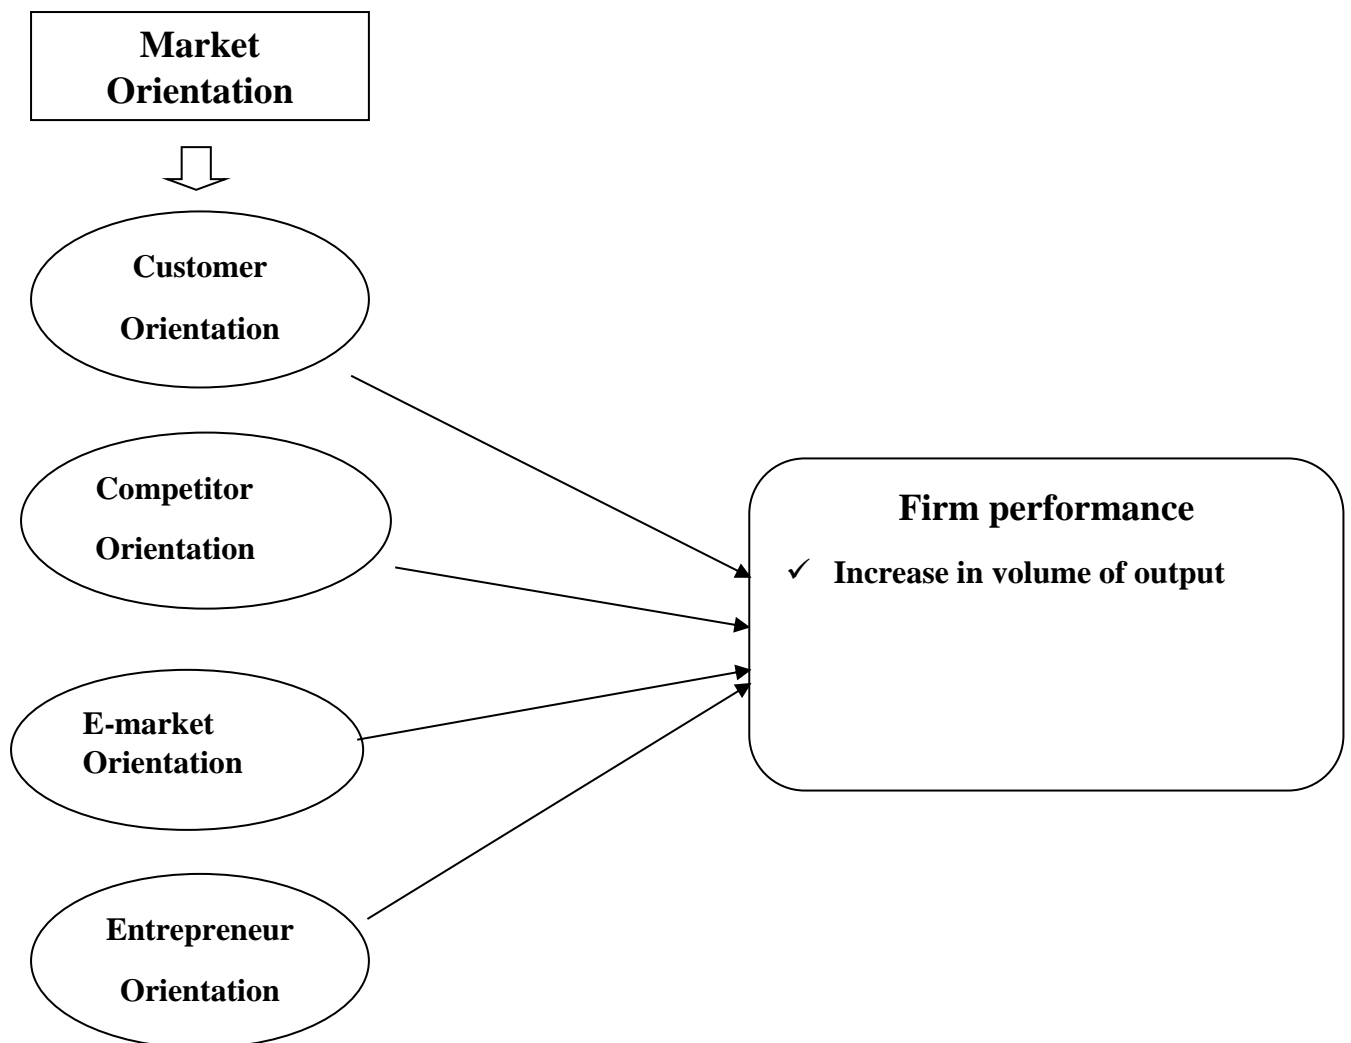 Market
Orientation
Customer
Orientation
Competitor
Orientation
E-market
Orientation
Entrepreneur
Orientation
Firm performance
✓ Increase in volume of output